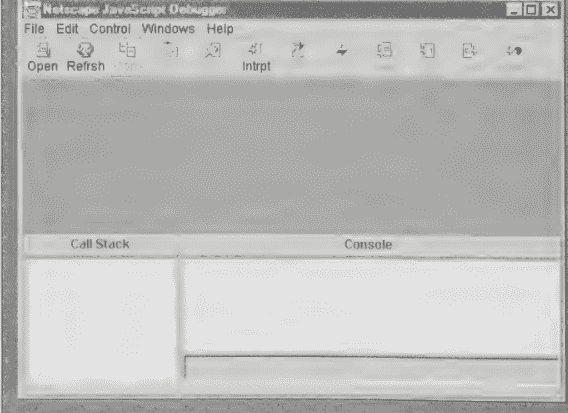 Netscape JavaScript Debugger
File Edit Control Windows Help
Open Refrsh Intrpt
Call Stack Console